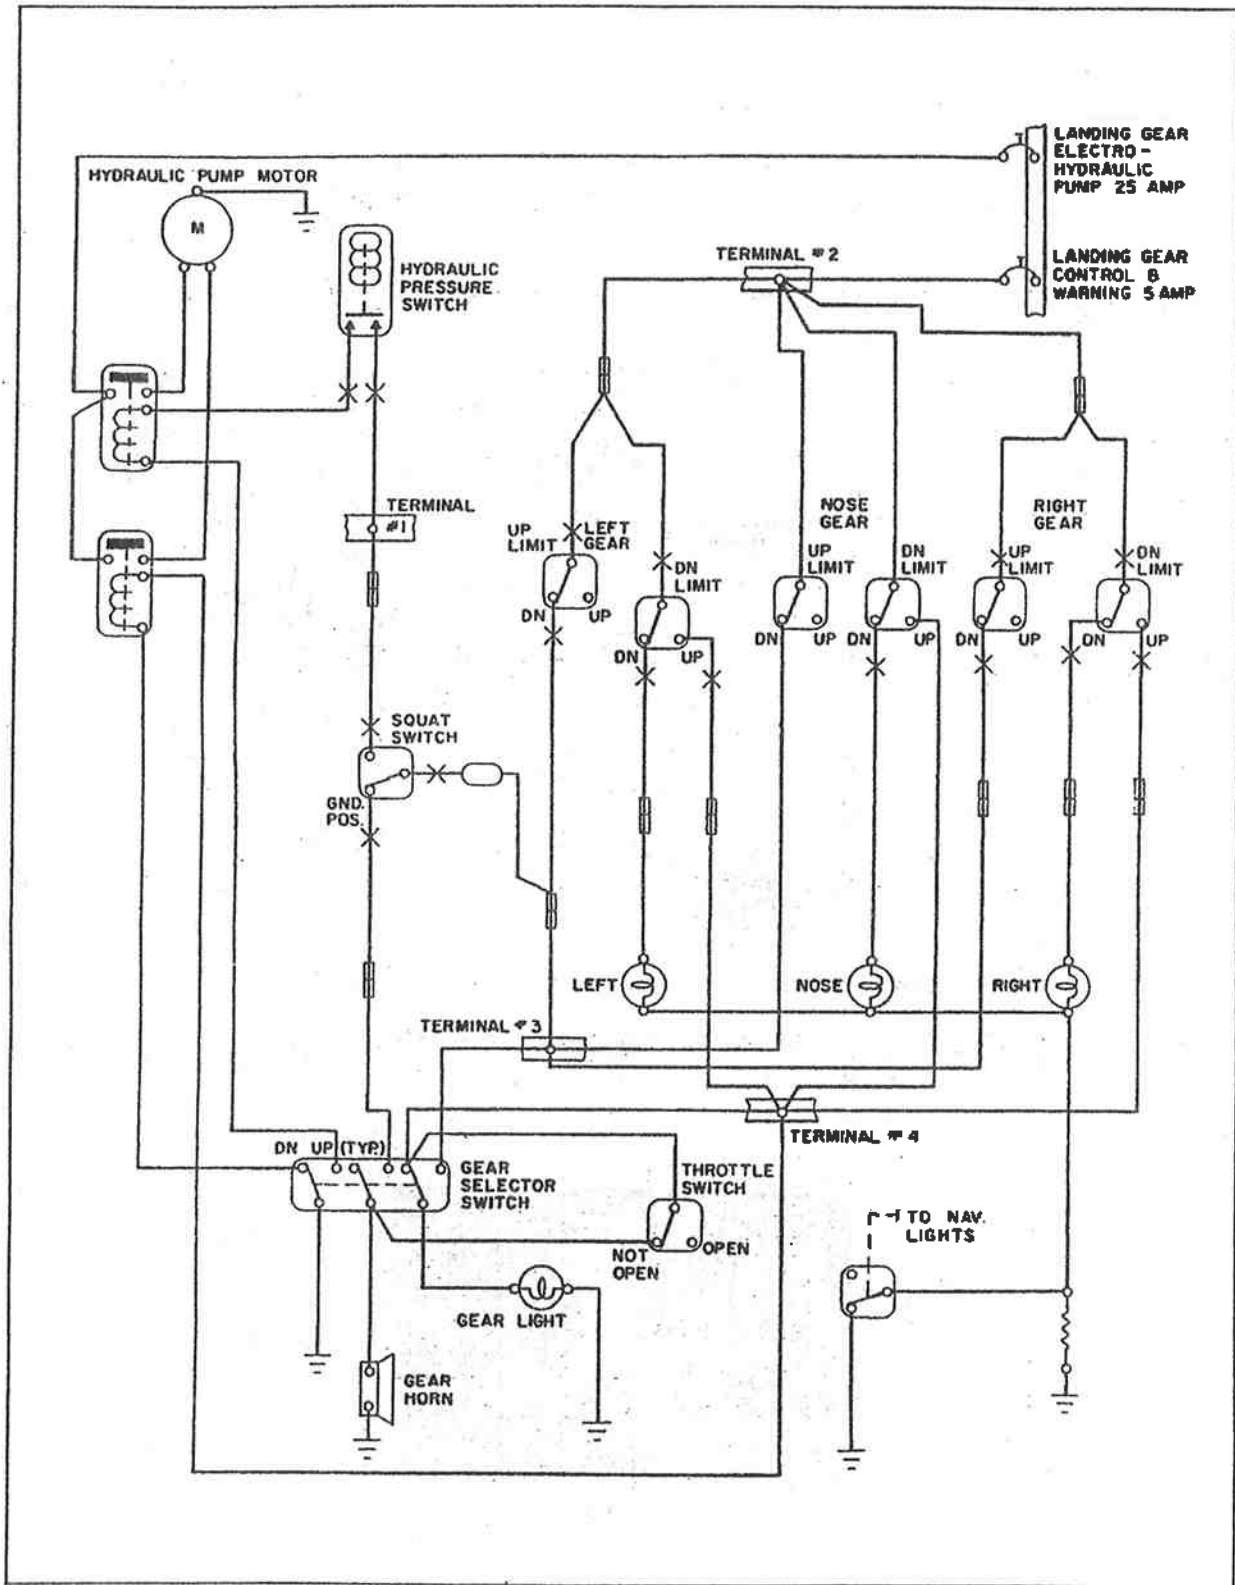 LANDING GEAR
ELECTRO-
HYDRAULIC
PUMP 25 AMP
HYDRAULIC PUMP MOTOR
M
HYDRAULIC
PRESSURE
SWITCH
TERMINAL #2
LANDING GEAR
CONTROL &
WARNING 5 AMP
TERMINAL
#1
UP
LIMIT
LEFT
GEAR
DN
LIMIT
DN
UP
DN
UP
NOSE
GEAR
UP
LIMIT
DN
LIMIT
DN
UP
DN
UP
RIGHT
GEAR
UP
LIMIT
DN
LIMIT
DN
UP
DN
UP
SQUAT
SWITCH
GND.
POS.
LEFT
NOSE
RIGHT
TERMINAL #3
TERMINAL #4
DN UP (TYP.)
GEAR
SELECTOR
SWITCH
THROTTLE
SWITCH
NOT
OPEN
OPEN
TO NAV.
LIGHTS
GEAR LIGHT
GEAR
HORN